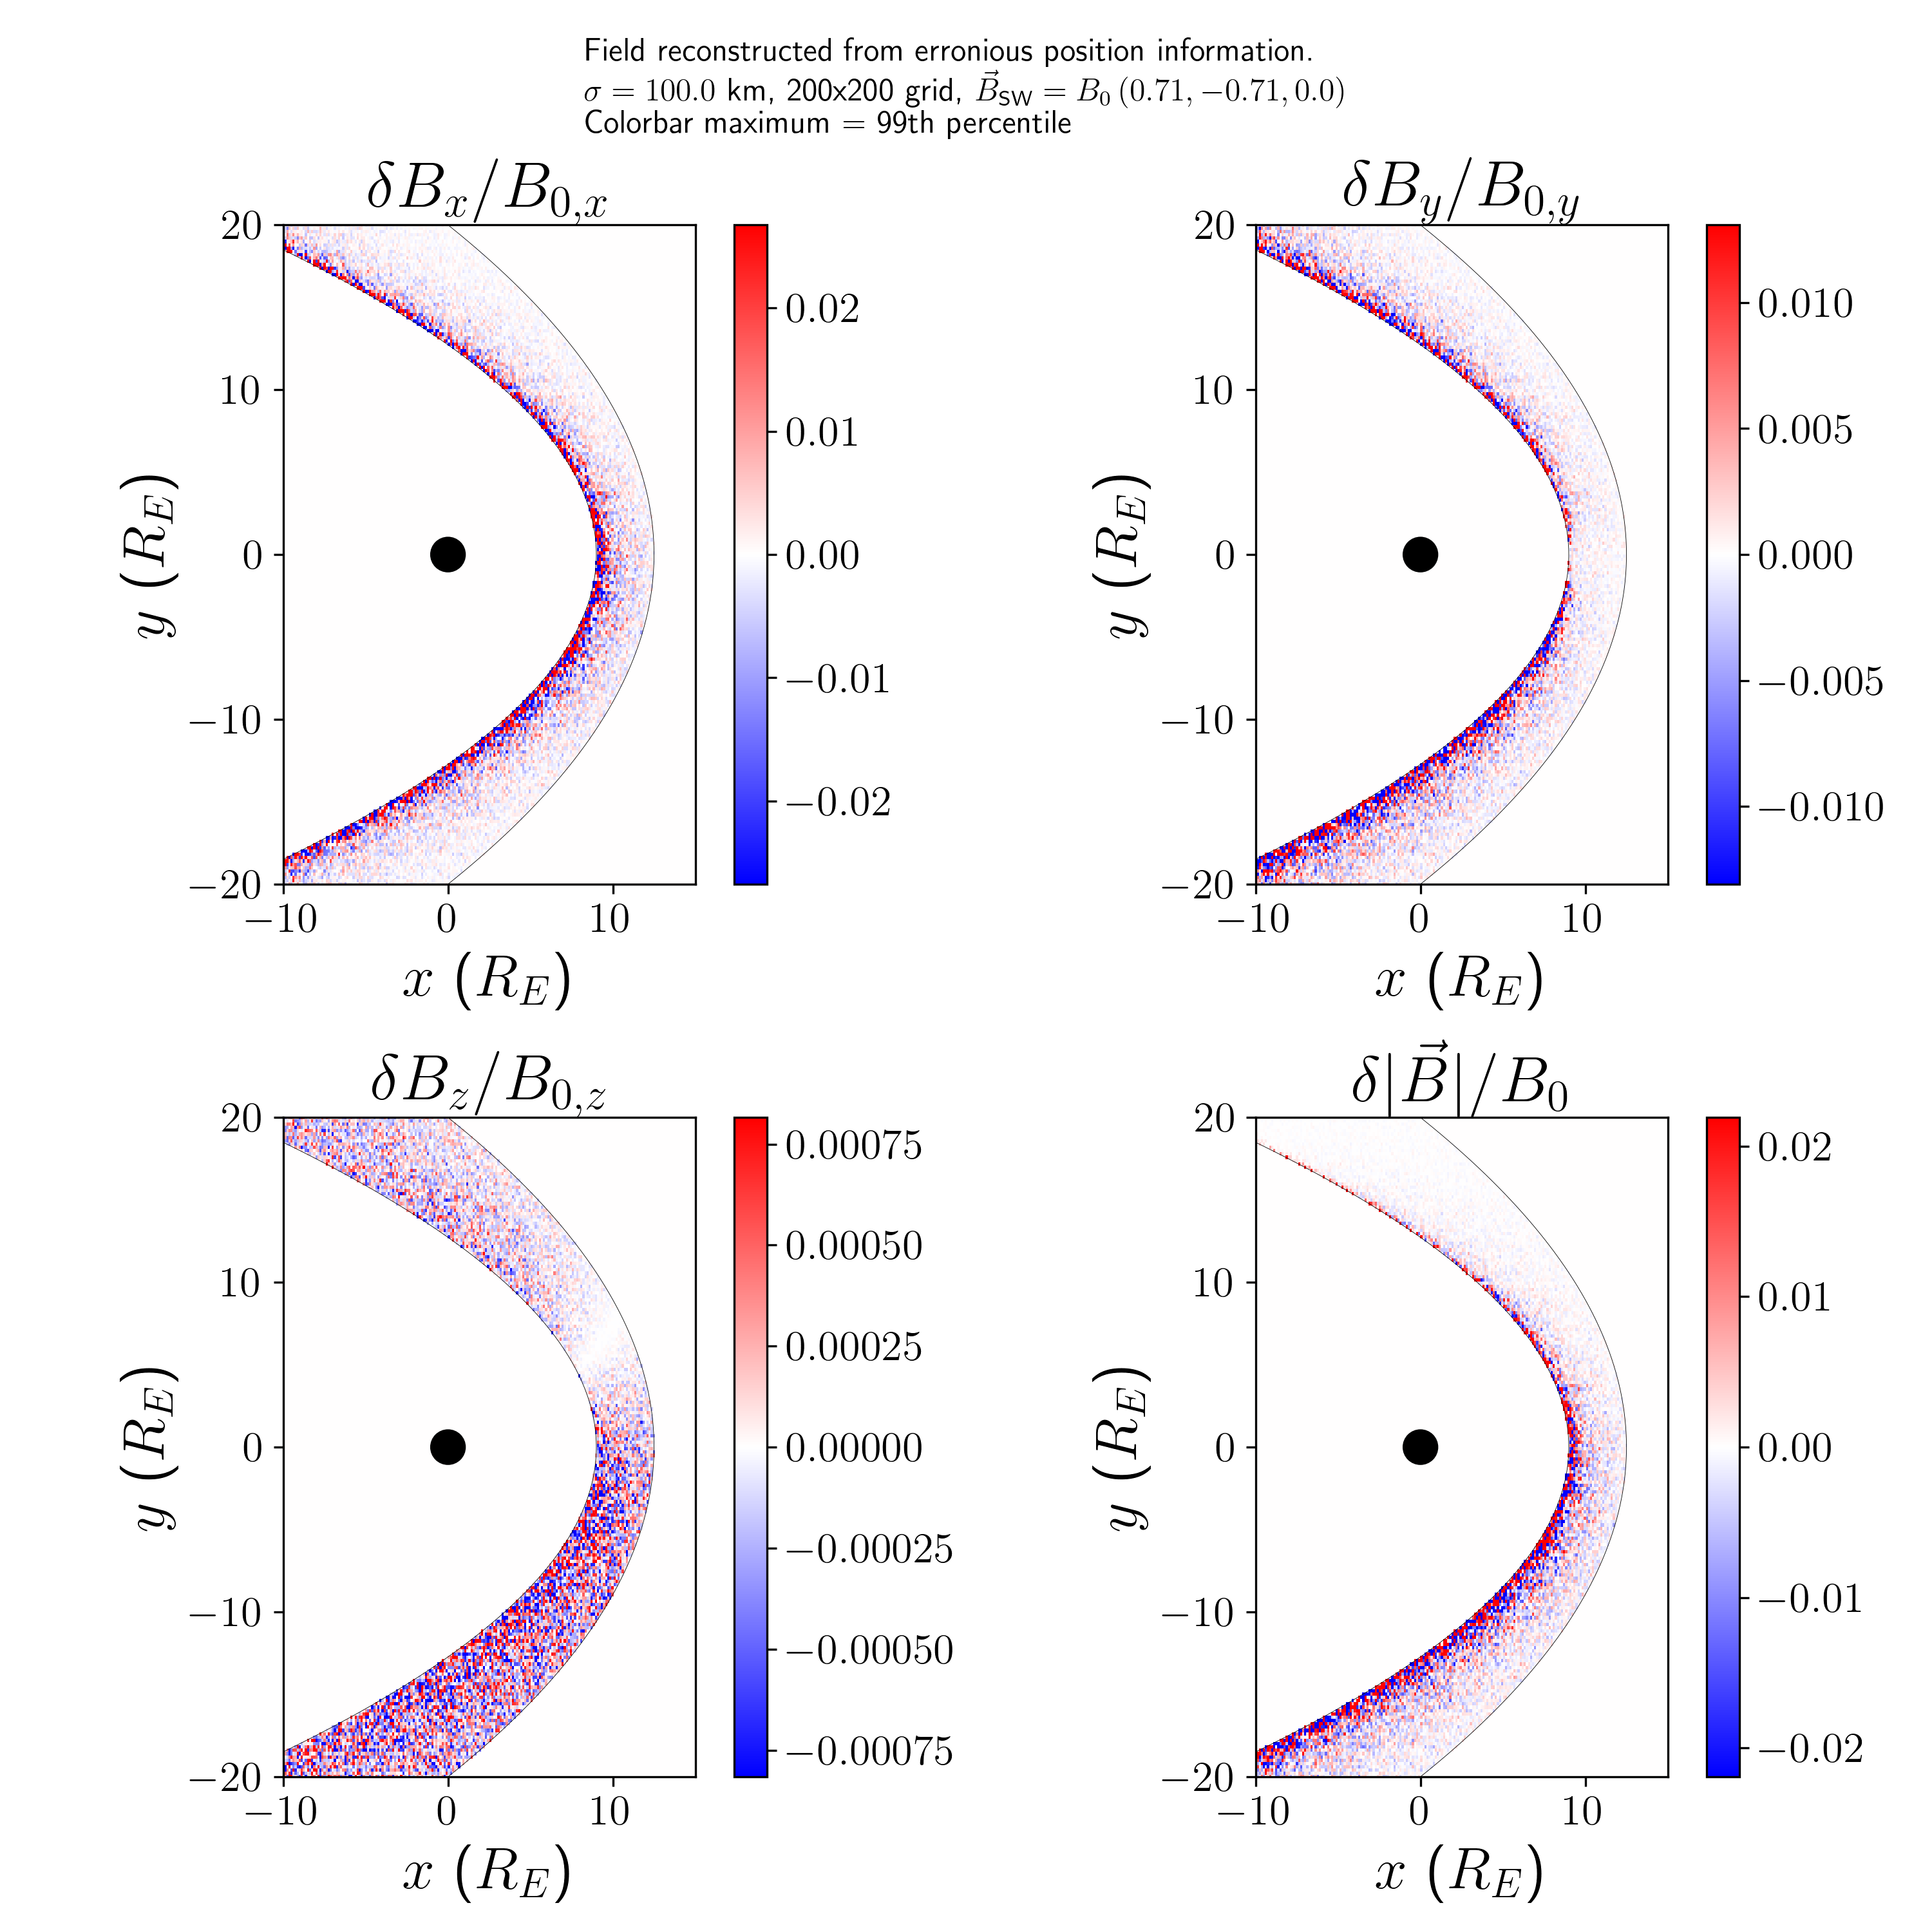 Field reconstructed from erronious position information.
σ = 100.0 km, 200x200 grid, B⃗_SW = B₀ (0.71, −0.71, 0.0)
Colorbar maximum = 99th percentile
δB_x/B_{0,x}
20
10
0
−10
−20
−10 0 10
x (R_E)
y (R_E)
0.02
0.01
0.00
−0.01
−0.02
δB_y/B_{0,y}
20
10
0
−10
−20
−10 0 10
x (R_E)
y (R_E)
0.010
0.005
0.000
−0.005
−0.010
δB_z/B_{0,z}
20
10
0
−10
−20
−10 0 10
x (R_E)
y (R_E)
0.00075
0.00050
0.00025
0.00000
−0.00025
−0.00050
−0.00075
δ|B⃗|/B₀
20
10
0
−10
−20
−10 0 10
x (R_E)
y (R_E)
0.02
0.01
0.00
−0.01
−0.02